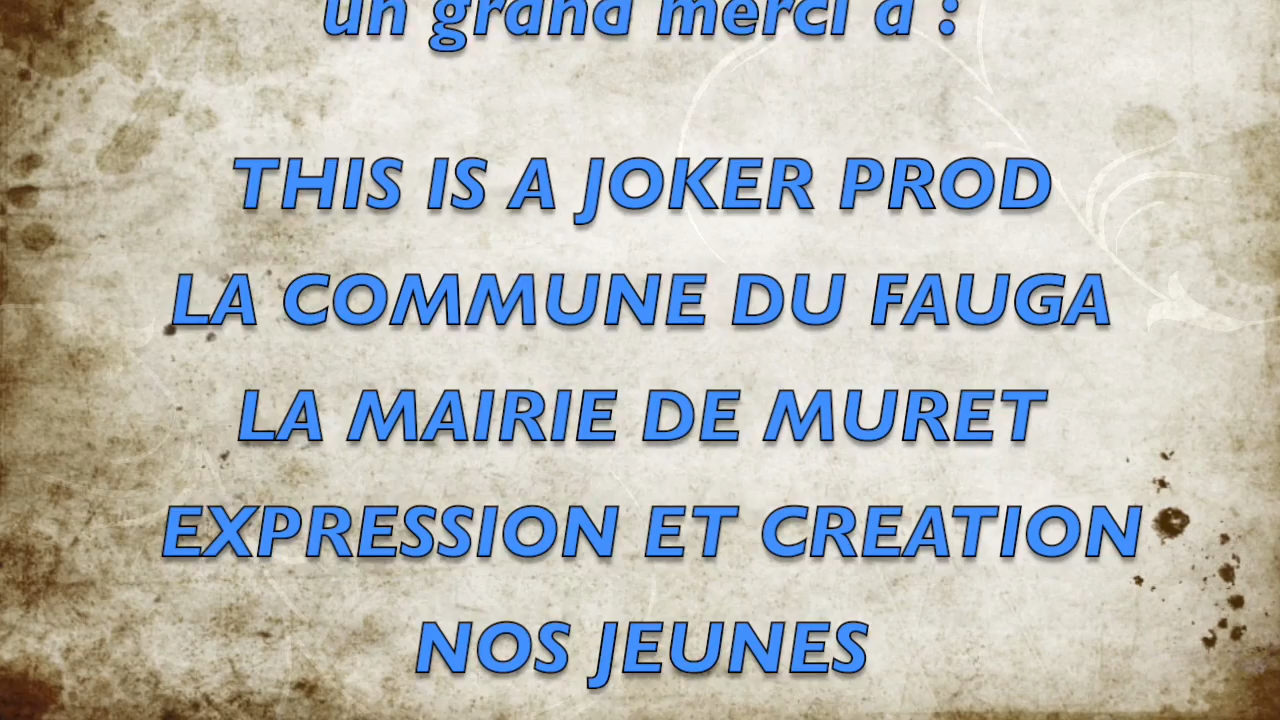 un grand merci à :
THIS IS A JOKER PROD
LA COMMUNE DU FAUGA
LA MAIRIE DE MURET
EXPRESSION ET CREATION
NOS JEUNES